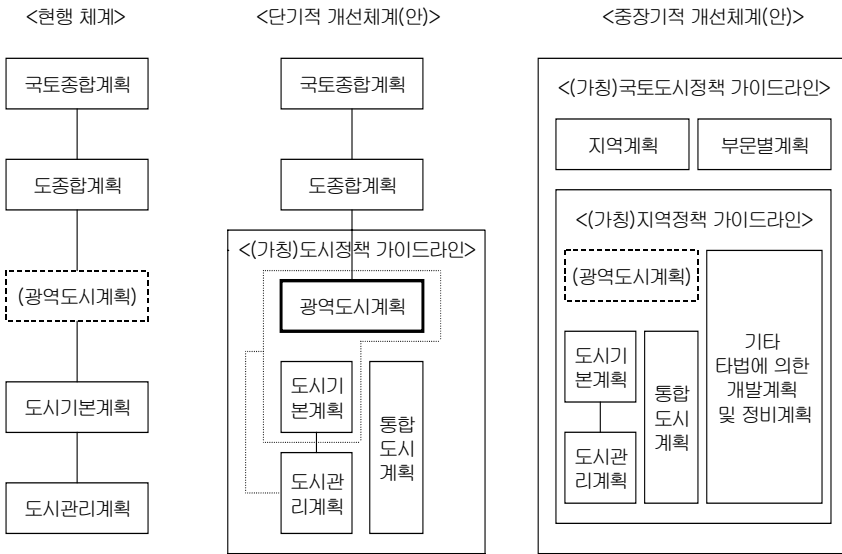 <현행 체계>
국토종합계획
도종합계획
(광역도시계획)
도시기본계획
도시관리계획
<단기적 개선체계(안)>
국토종합계획
도종합계획
<(가칭)도시정책 가이드라인>
광역도시계획
도시기
본계획
도시관
리계획
통합
도시
계획
<중장기적 개선체계(안)>
<(가칭)국토도시정책 가이드라인>
지역계획
부문별계획
<(가칭)지역정책 가이드라인>
(광역도시계획)
도시기
본계획
도시관
리계획
통합
도시
계획
기타
타법에 의한
개발계획
및 정비계획